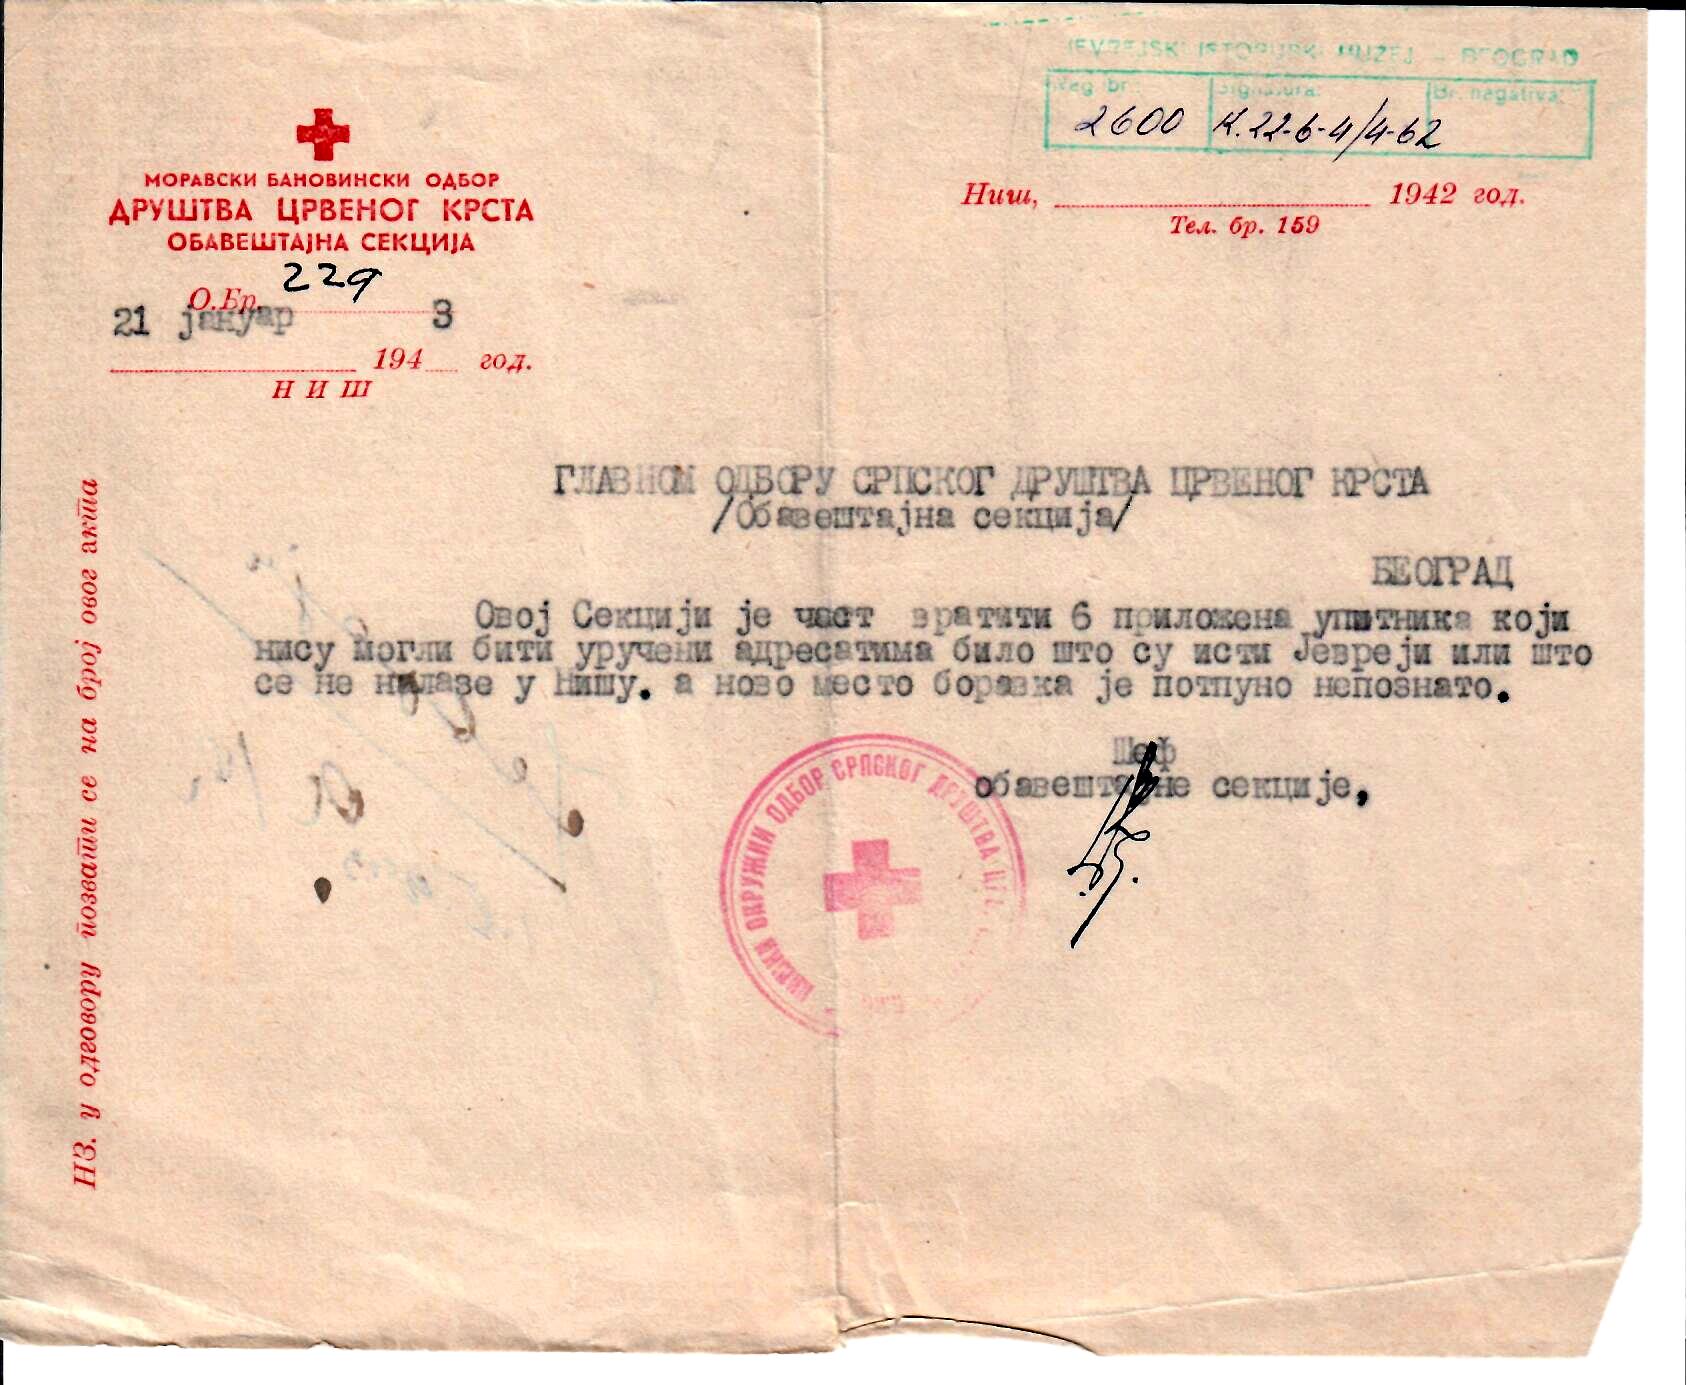 JEVREJSKI ISTORIJSKI MUZEJ – BEOGRAD
Reg. br.: Signatura: Br. negativa:
2600 K.22-6-4/4-62
МОРАВСКИ БАНОВИНСКИ ОДБОР
ДРУШТВА ЦРВЕНОГ КРСТА
ОБАВЕШТАЈНА СЕКЦИЈА
О.Бр. 229
21 јануар 3
194 год.
НИШ
Ниш, 1942 год.
Тел. бр. 159
ГЛАВНОМ ОДБОРУ СРПСКОГ ДРУШТВА ЦРВЕНОГ КРСТА
/Обавештајна секција/
БЕОГРАД
Овој Секцији је част вратити 6 приложена упитника који
нису могли бити уручени адресатима било што су исти Јевреји или што
се не налазе у Нишу. а ново место боравка је потпуно непознато.
Шеф
обавештајне секције,
ОКРУЖНИ ОДБОР СРПСКОГ ДРУШТВА
НЗ. у одговору позвати се на број овог акта